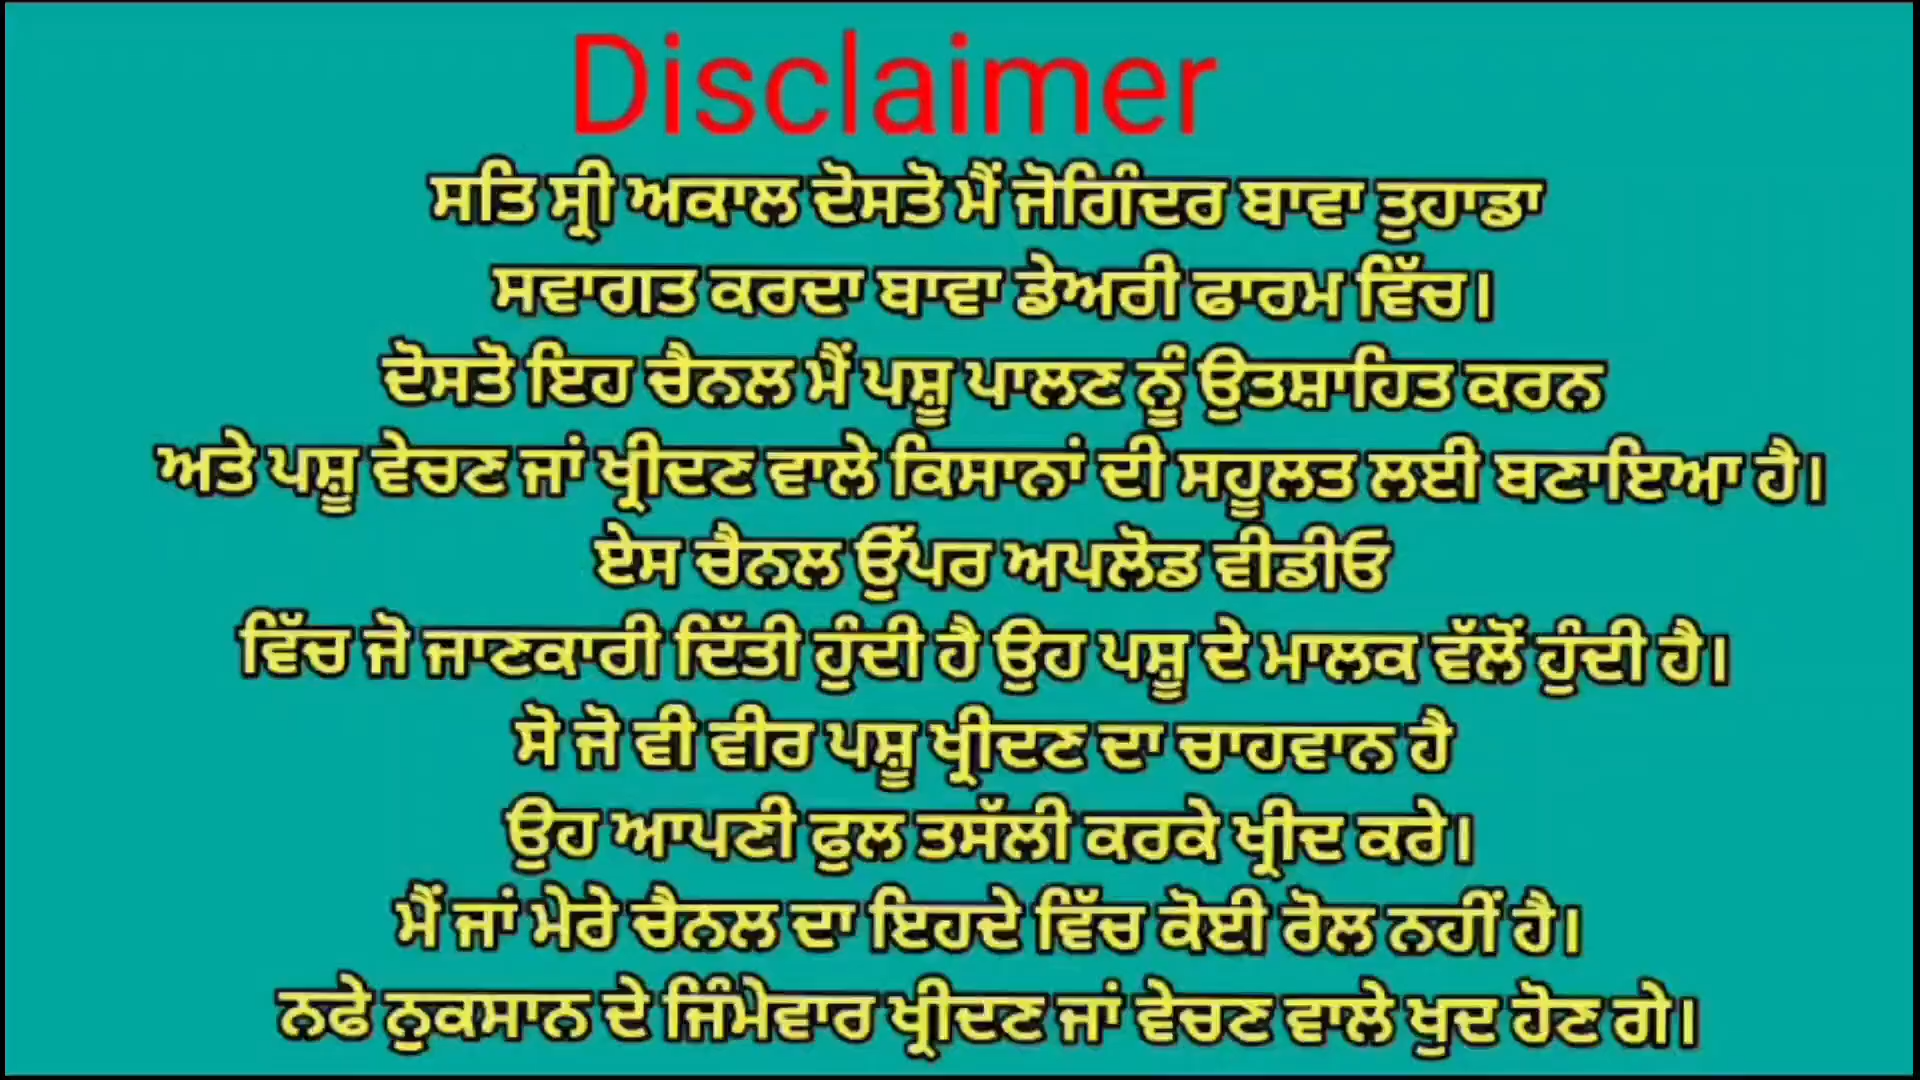 Disclaimer
ਸਤਿ ਸ੍ਰੀ ਅਕਾਲ ਦੋਸਤੋ ਮੈਂ ਜੋਗਿੰਦਰ ਬਾਵਾ ਤੁਹਾਡਾ
ਸਵਾਗਤ ਕਰਦਾ ਬਾਵਾ ਡੇਅਰੀ ਫਾਰਮ ਵਿੱਚ।
ਦੋਸਤੋ ਇਹ ਚੈਨਲ ਮੈਂ ਪਸ਼ੂ ਪਾਲਣ ਨੂੰ ਉਤਸ਼ਾਹਿਤ ਕਰਨ
ਅਤੇ ਪਸ਼ੂ ਵੇਚਣ ਜਾਂ ਖ੍ਰੀਦਣ ਵਾਲੇ ਕਿਸਾਨਾਂ ਦੀ ਸਹੂਲਤ ਲਈ ਬਣਾਇਆ ਹੈ।
ਏਸ ਚੈਨਲ ਉੱਪਰ ਅਪਲੋਡ ਵੀਡੀਓ
ਵਿੱਚ ਜੋ ਜਾਣਕਾਰੀ ਦਿੱਤੀ ਹੁੰਦੀ ਹੈ ਉਹ ਪਸ਼ੂ ਦੇ ਮਾਲਕ ਵੱਲੋਂ ਹੁੰਦੀ ਹੈ।
ਸੋ ਜੋ ਵੀ ਵੀਰ ਪਸ਼ੂ ਖ੍ਰੀਦਣ ਦਾ ਚਾਹਵਾਨ ਹੈ
ਉਹ ਆਪਣੀ ਫੁਲ ਤਸੱਲੀ ਕਰਕੇ ਖ੍ਰੀਦ ਕਰੇ।
ਮੈਂ ਜਾਂ ਮੇਰੇ ਚੈਨਲ ਦਾ ਇਹਦੇ ਵਿੱਚ ਕੋਈ ਰੋਲ ਨਹੀਂ ਹੈ।
ਨਫੇ ਨੁਕਸਾਨ ਦੇ ਜਿੰਮੇਵਾਰ ਖ੍ਰੀਦਣ ਜਾਂ ਵੇਚਣ ਵਾਲੇ ਖੁਦ ਹੋਣ ਗੇ।